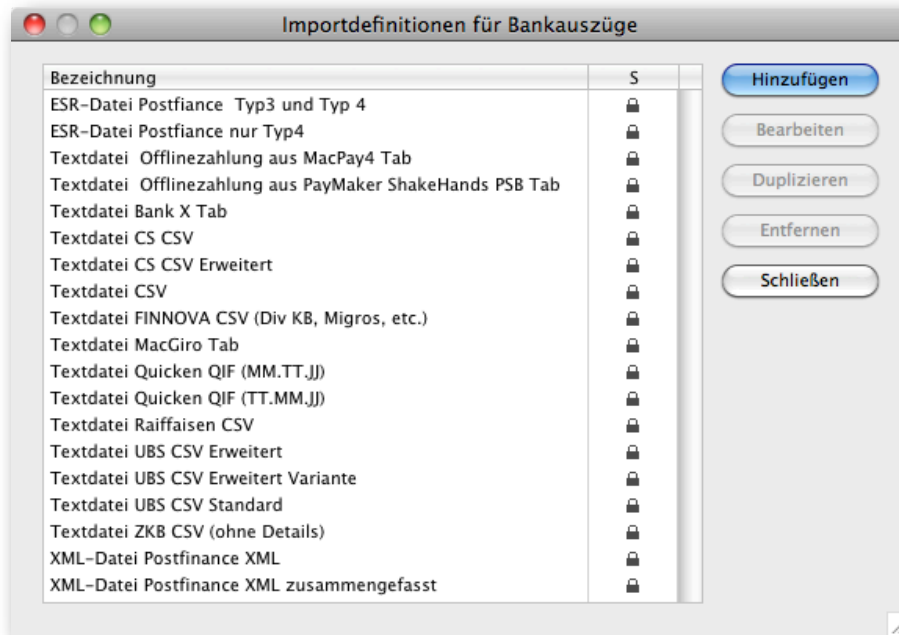 Importdefinitionen für Bankauszüge
Bezeichnung S
ESR-Datei Postfiance Typ3 und Typ 4
ESR-Datei Postfiance nur Typ4
Textdatei Offlinezahlung aus MacPay4 Tab
Textdatei Offlinezahlung aus PayMaker ShakeHands PSB Tab
Textdatei Bank X Tab
Textdatei CS CSV
Textdatei CS CSV Erweitert
Textdatei CSV
Textdatei FINNOVA CSV (Div KB, Migros, etc.)
Textdatei MacGiro Tab
Textdatei Quicken QIF (MM.TT.JJ)
Textdatei Quicken QIF (TT.MM.JJ)
Textdatei Raiffaisen CSV
Textdatei UBS CSV Erweitert
Textdatei UBS CSV Erweitert Variante
Textdatei UBS CSV Standard
Textdatei ZKB CSV (ohne Details)
XML-Datei Postfinance XML
XML-Datei Postfinance XML zusammengefasst
Hinzufügen
Bearbeiten
Duplizieren
Entfernen
Schließen